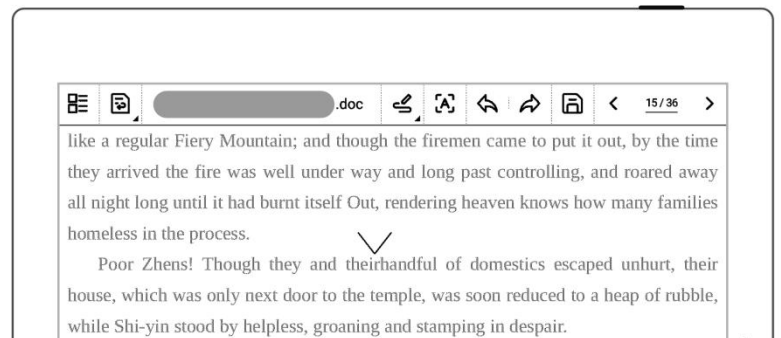 .doc 15/36
like a regular Fiery Mountain; and though the firemen came to put it out, by the time
they arrived the fire was well under way and long past controlling, and roared away
all night long until it had burnt itself Out, rendering heaven knows how many families
homeless in the process.
Poor Zhens! Though they and theirhandful of domestics escaped unhurt, their
house, which was only next door to the temple, was soon reduced to a heap of rubble,
while Shi-yin stood by helpless, groaning and stamping in despair.